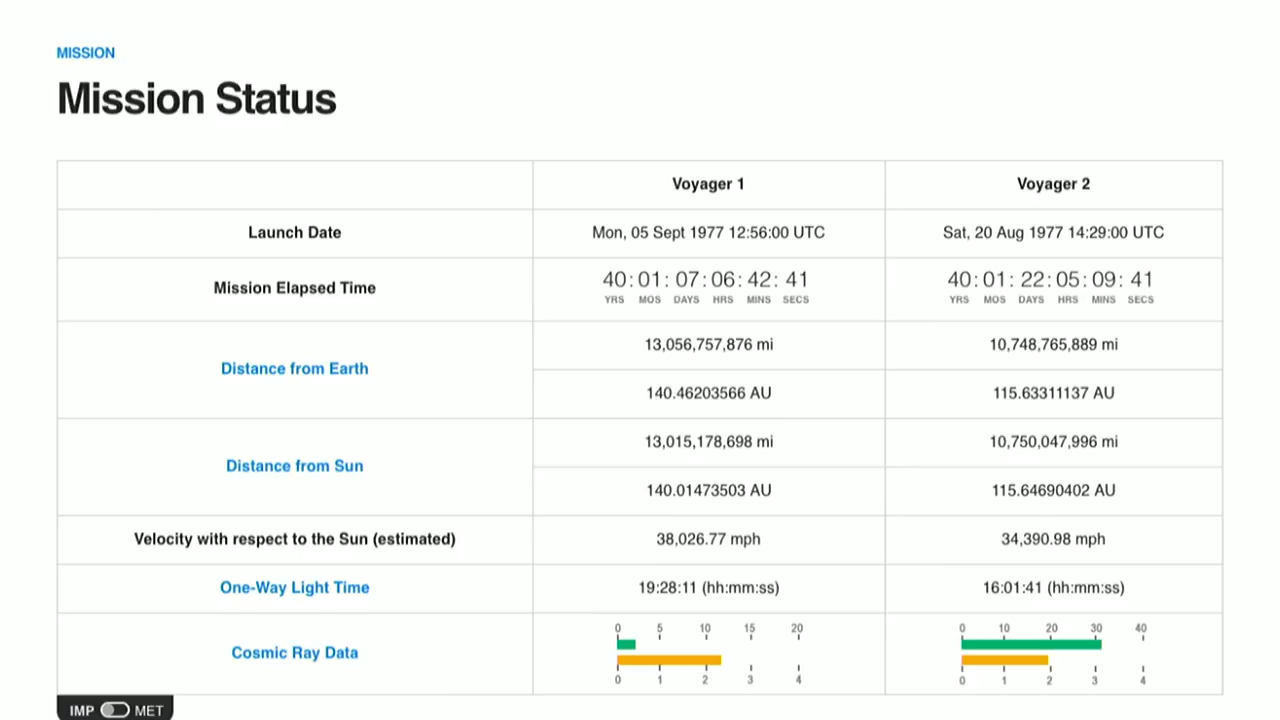 MISSION
Mission Status
Voyager 1 Voyager 2
Launch Date Mon, 05 Sept 1977 12:56:00 UTC Sat, 20 Aug 1977 14:29:00 UTC
Mission Elapsed Time 40:01:07:06:42:41 40:01:22:05:09:41
YRS MOS DAYS HRS MINS SECS YRS MOS DAYS HRS MINS SECS
Distance from Earth
13,056,757,876 mi 10,748,765,889 mi
140.46203566 AU 115.63311137 AU
Distance from Sun
13,015,178,698 mi 10,750,047,996 mi
140.01473503 AU 115.64690402 AU
Velocity with respect to the Sun (estimated) 38,026.77 mph 34,390.98 mph
One-Way Light Time 19:28:11 (hh:mm:ss) 16:01:41 (hh:mm:ss)
Cosmic Ray Data
0 5 10 15 20 0 10 20 30 40
0 1 2 3 4 0 1 2 3 4
IMP MET